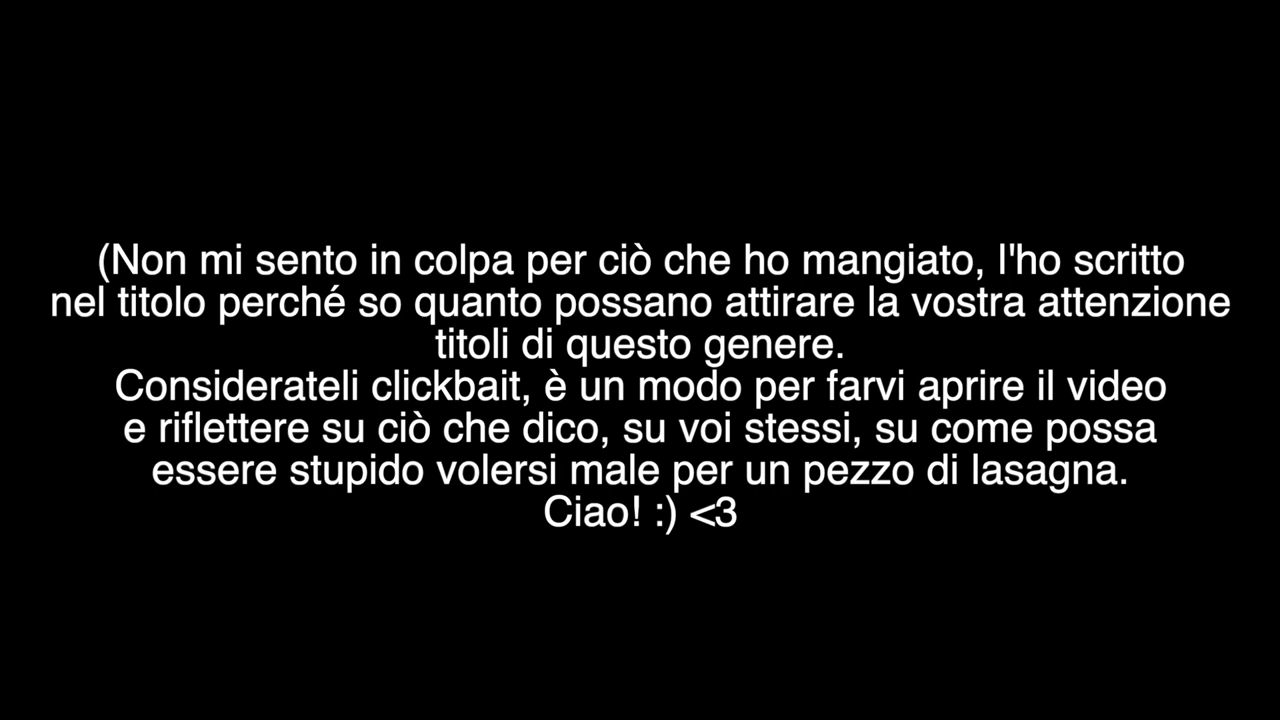 (Non mi sento in colpa per ciò che ho mangiato, l'ho scritto
nel titolo perché so quanto possano attirare la vostra attenzione
titoli di questo genere.
Considerateli clickbait, è un modo per farvi aprire il video
e riflettere su ciò che dico, su voi stessi, su come possa
essere stupido volersi male per un pezzo di lasagna.
Ciao! :) <3